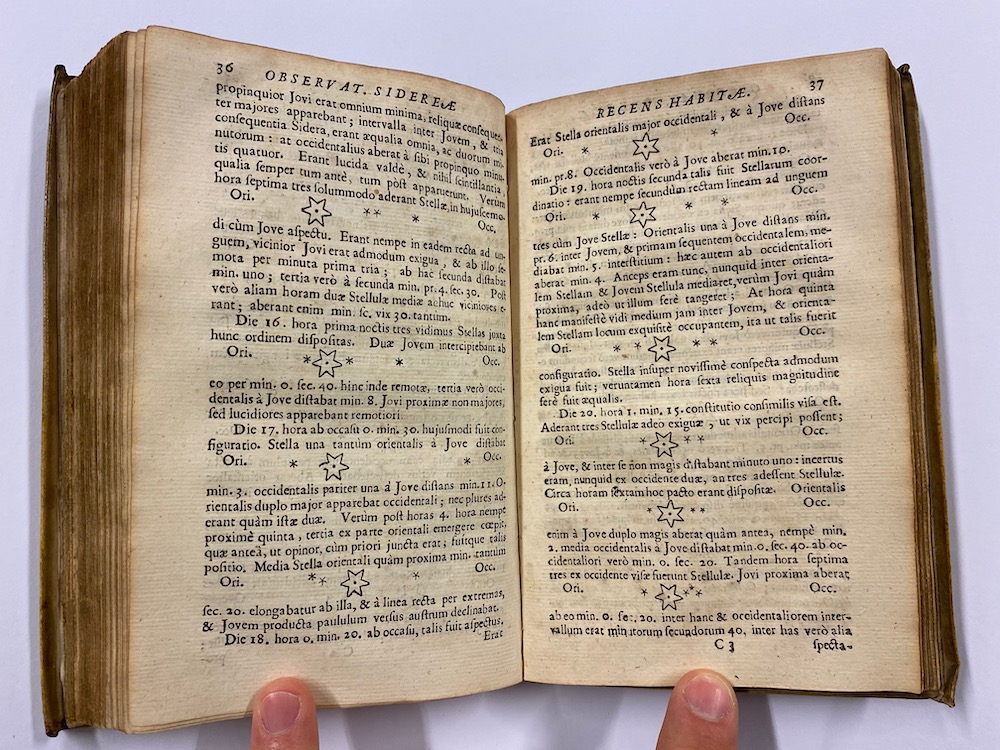 36 OBSERVAT. SIDEREÆ
propinquior Jovi erat omnium minima, reliquæ consequen-
ter majores apparebant; intervalla inter Jovem, & tria
consequentia Sidera, erant æqualia omnia, ac duorum mi-
nutorum: at occidentalius aberat à sibi propinquo minu-
tis quatuor. Erant lucida valdè, & nihil scintillantia,
qualia semper tum antè, tum pòst apparuerunt. Verùm
hora septima tres solummodo aderant Stellæ, in hujuscemo-
Ori. Occ.
di cùm Jove aspectu. Erant nempe in eadem recta ad un-
guem, vicinior Jovi erat admodum exigua, & ab illo se-
mota per minuta prima tria; ab hac secunda distabat
min. uno; tertia verò à secunda min. pr. 4. sec. 30. Post
verò aliam horam duæ Stellulæ mediæ adhuc viciniores e-
rant; aberant enim min. sc. vix 30. tantum.
Die 16. hora prima noctis tres vidimus Stellas juxta
hunc ordinem dispositas. Duæ Jovem intercipiebant ab
Ori. Occ.
eo per min. 0. sec. 40. hinc inde remotæ, tertia verò occi-
dentalis à Jove distabat min. 8. Jovi proximæ non majores,
sed lucidiores apparebant remotiori.
Die 17. hora ab occasu 0. min. 30. hujusmodi fuit con-
figuratio. Stella una tantùm orientalis à Jove distabat
Ori. Occ.
min. 3. occidentalis pariter una à Jove distans min. 11. O-
rientalis duplo major apparebat occidentali; nec plures ad-
erant quàm istæ duæ. Verùm post horas 4. hora nempe
proximè quinta, tertia ex parte orientali emergere cœpit,
quæ anteà, ut opinor, cùm priori juncta erat; fuitque talis
positio. Media Stella orientali quàm proxima min. tantùm
Ori. Occ.
sec. 20. elongabatur ab illa, & à linea recta per extremas,
& Jovem producta paululum versus austrum declinabat.
Die 18. hora 0. min. 20. ab occasu, talis fuit aspectus.
Erat
RECENS HABITÆ. 37
Erat Stella orientalis major occidentali, & à Jove distans
Ori. Occ.
min. pr. 8. Occidentalis verò à Jove aberat min. 10.
Die 19. hora noctis secunda talis fuit Stellarum coor-
dinatio: erant nempe secundùm rectam lineam ad unguem
Ori. Occ.
tres cùm Jove Stellæ: Orientalis una à Jove distans min.
pr. 6. inter Jovem, & primam sequentem occidentalem, me-
diabat min. 5. interstitium: hæc autem ab occidentaliori
aberat min. 4. Anceps eram tunc, nunquid inter orienta-
lem Stellam & Jovem Stellula mediaret, verùm Jovi quàm
proxima, adeò ut illum ferè tangeret; At hora quinta
hanc manifestè vidi medium jam inter Jovem, & orienta-
lem Stellam locum exquisitè occupantem, ita ut talis fuerit
Ori. Occ.
configuratio. Stella insuper novissimè conspecta admodum
exigua fuit; veruntamen hora sexta reliquis magnitudine
ferè fuit æqualis.
Die 20. hora 1. min. 15. constitutio consimilis visa est.
Aderant tres Stellulæ adeo exiguæ, ut vix percipi possent;
Ori. Occ.
à Jove, & inter se non magis distabant minuto uno: incertus
eram, nunquid ex occidente duæ, an tres adessent Stellulæ.
Circa horam sextam hoc pacto erant dispositæ. Orientalis
Ori. Occ.
enim à Jove duplo magis aberat quàm antea, nempè min.
2. media occidentalis à Jove distabat min. 0. sec. 40. ab oc-
cidentaliori verò min. 0. sec. 20. Tandem hora septima
tres ex occidente visæ fuerunt Stellulæ. Jovi proxima aberat
Ori. Occ.
ab eo min. 0. sec. 20. inter hanc & occidentaliorem inter-
vallum erat minutorum secundorum 40, inter has verò alia
C 3 specta-